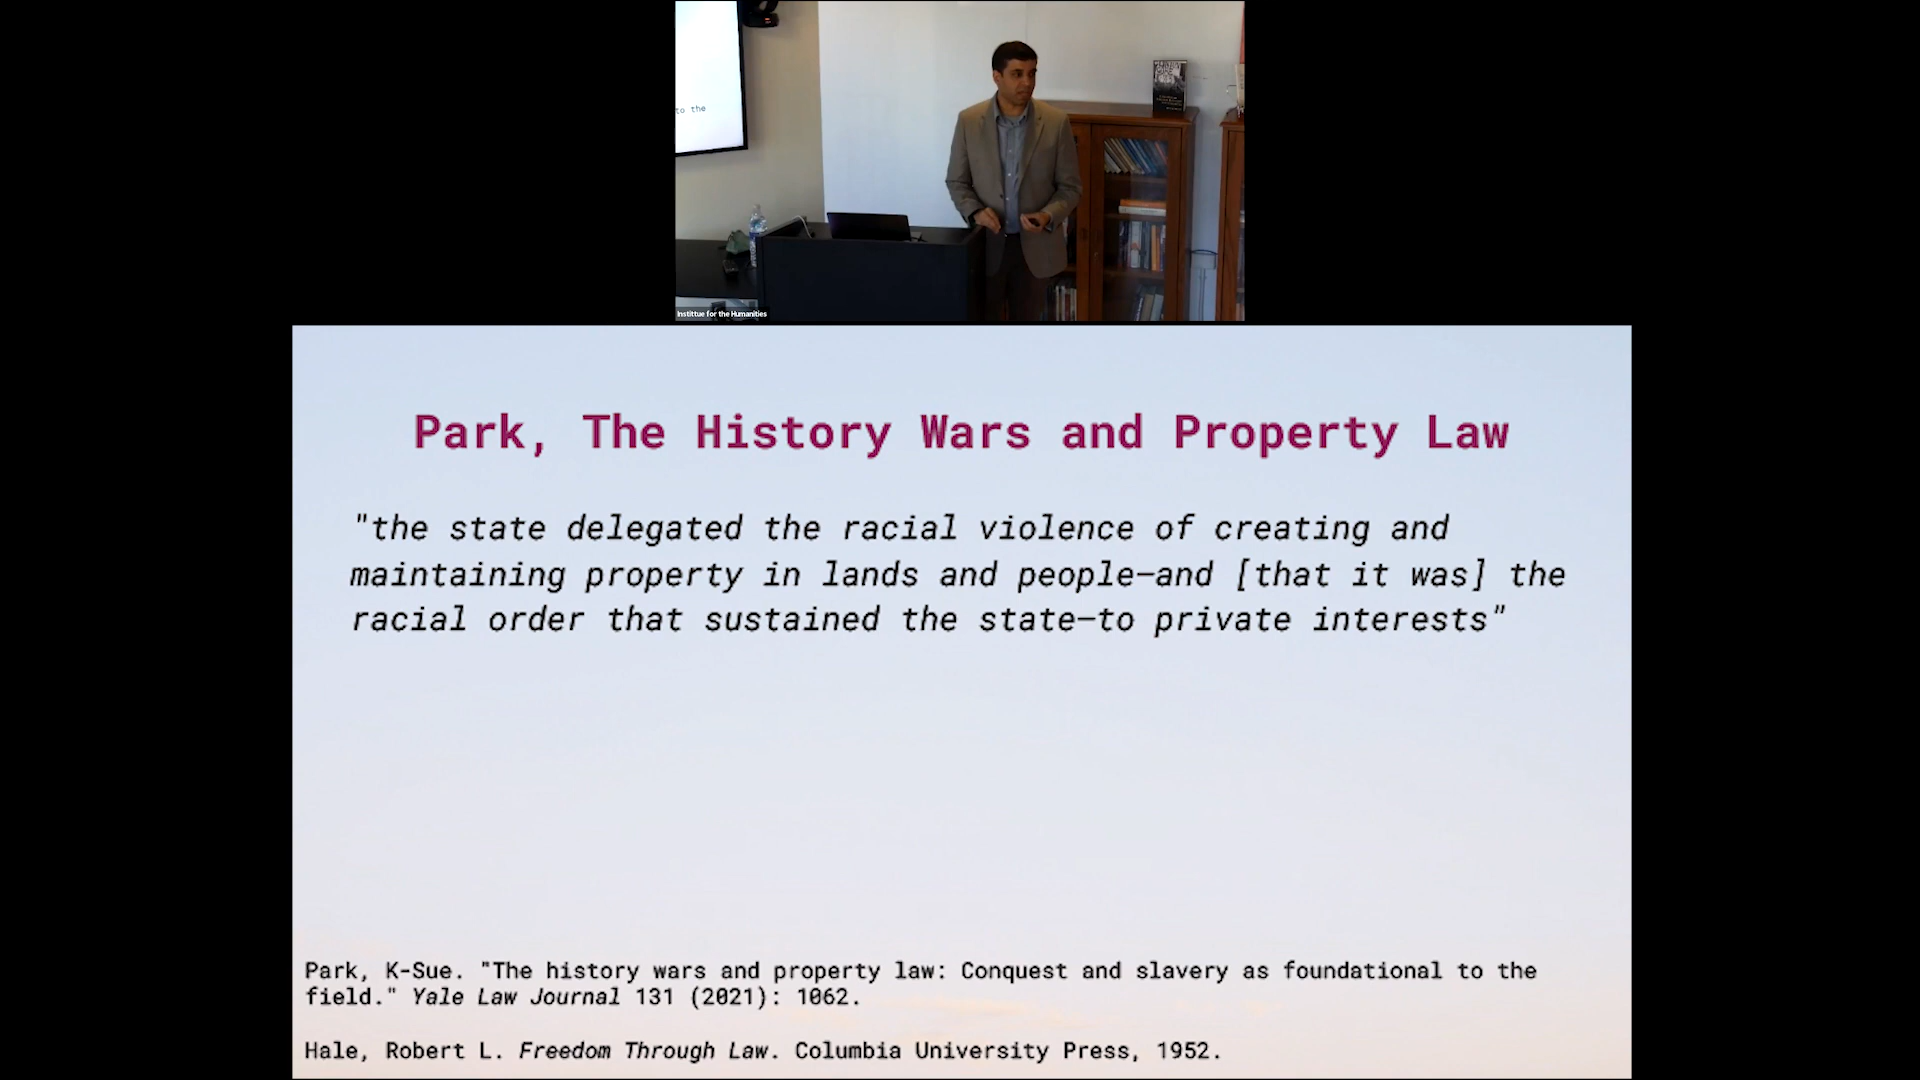 to the
Instittue for the Humanities
Park, The History Wars and Property Law
"the state delegated the racial violence of creating and
maintaining property in lands and people—and [that it was] the
racial order that sustained the state—to private interests"
Park, K-Sue. "The history wars and property law: Conquest and slavery as foundational to the
field." Yale Law Journal 131 (2021): 1062.
Hale, Robert L. Freedom Through Law. Columbia University Press, 1952.